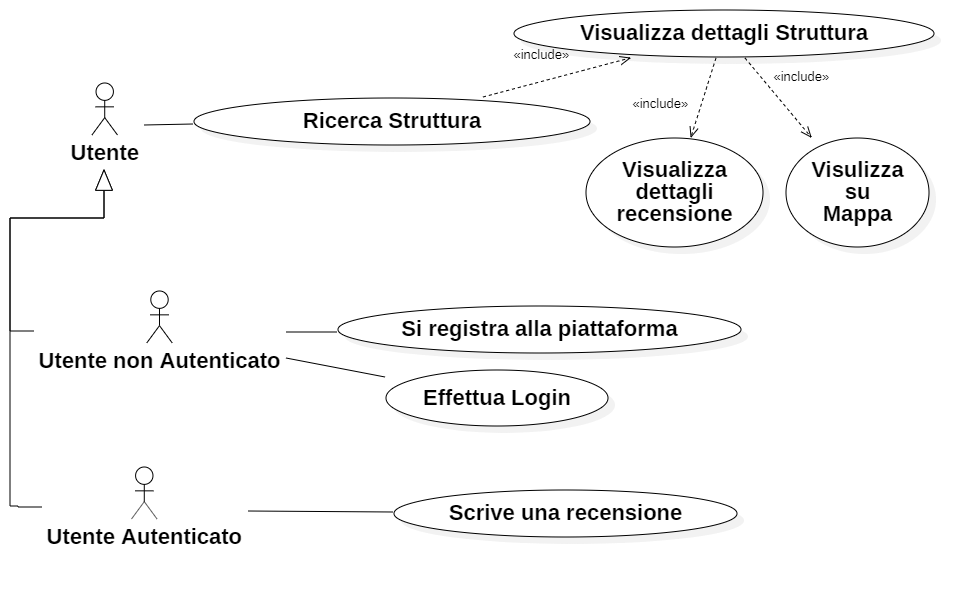 Visualizza dettagli Struttura
«include»
«include»
«include»
Utente
Ricerca Struttura
Visualizza
dettagli
recensione
Visulizza
su
Mappa
Si registra alla piattaforma
Utente non Autenticato
Effettua Login
Scrive una recensione
Utente Autenticato